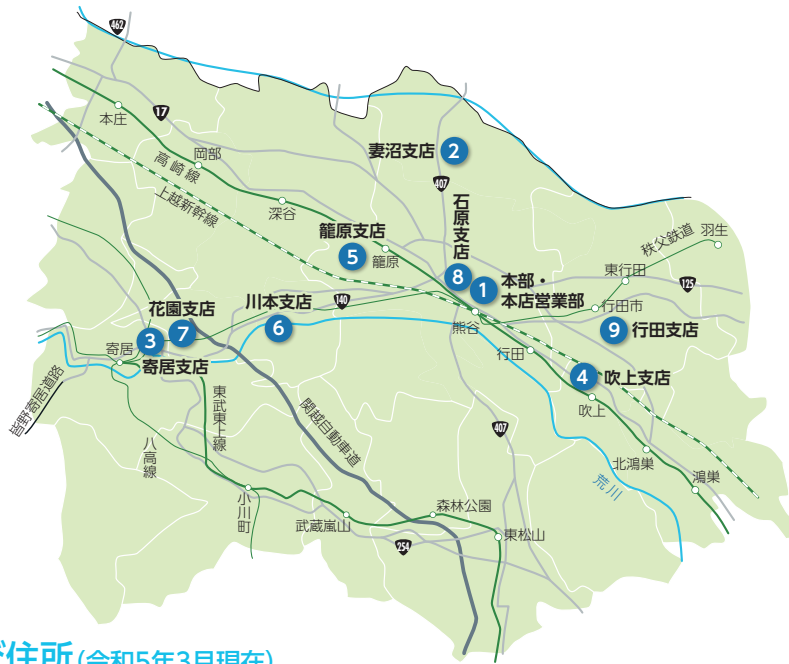 462
17
本庄
岡部
高崎線
上越新幹線
深谷
妻沼支店 2
407
石原支店
8
籠原支店
5
籠原
1
本部・
本店営業部
秩父鉄道
羽生
東行田
125
行田市
9 行田支店
川本支店
6
140
花園支店
7
3
寄居
寄居支店
熊谷
行田
4 吹上支店
吹上
皆野寄居道路
八高線
東武東上線
関越自動車道
407
荒川
北鴻巣
鴻巣
小川町
武蔵嵐山
森林公園
東松山
254
住所(令和5年3月現在)